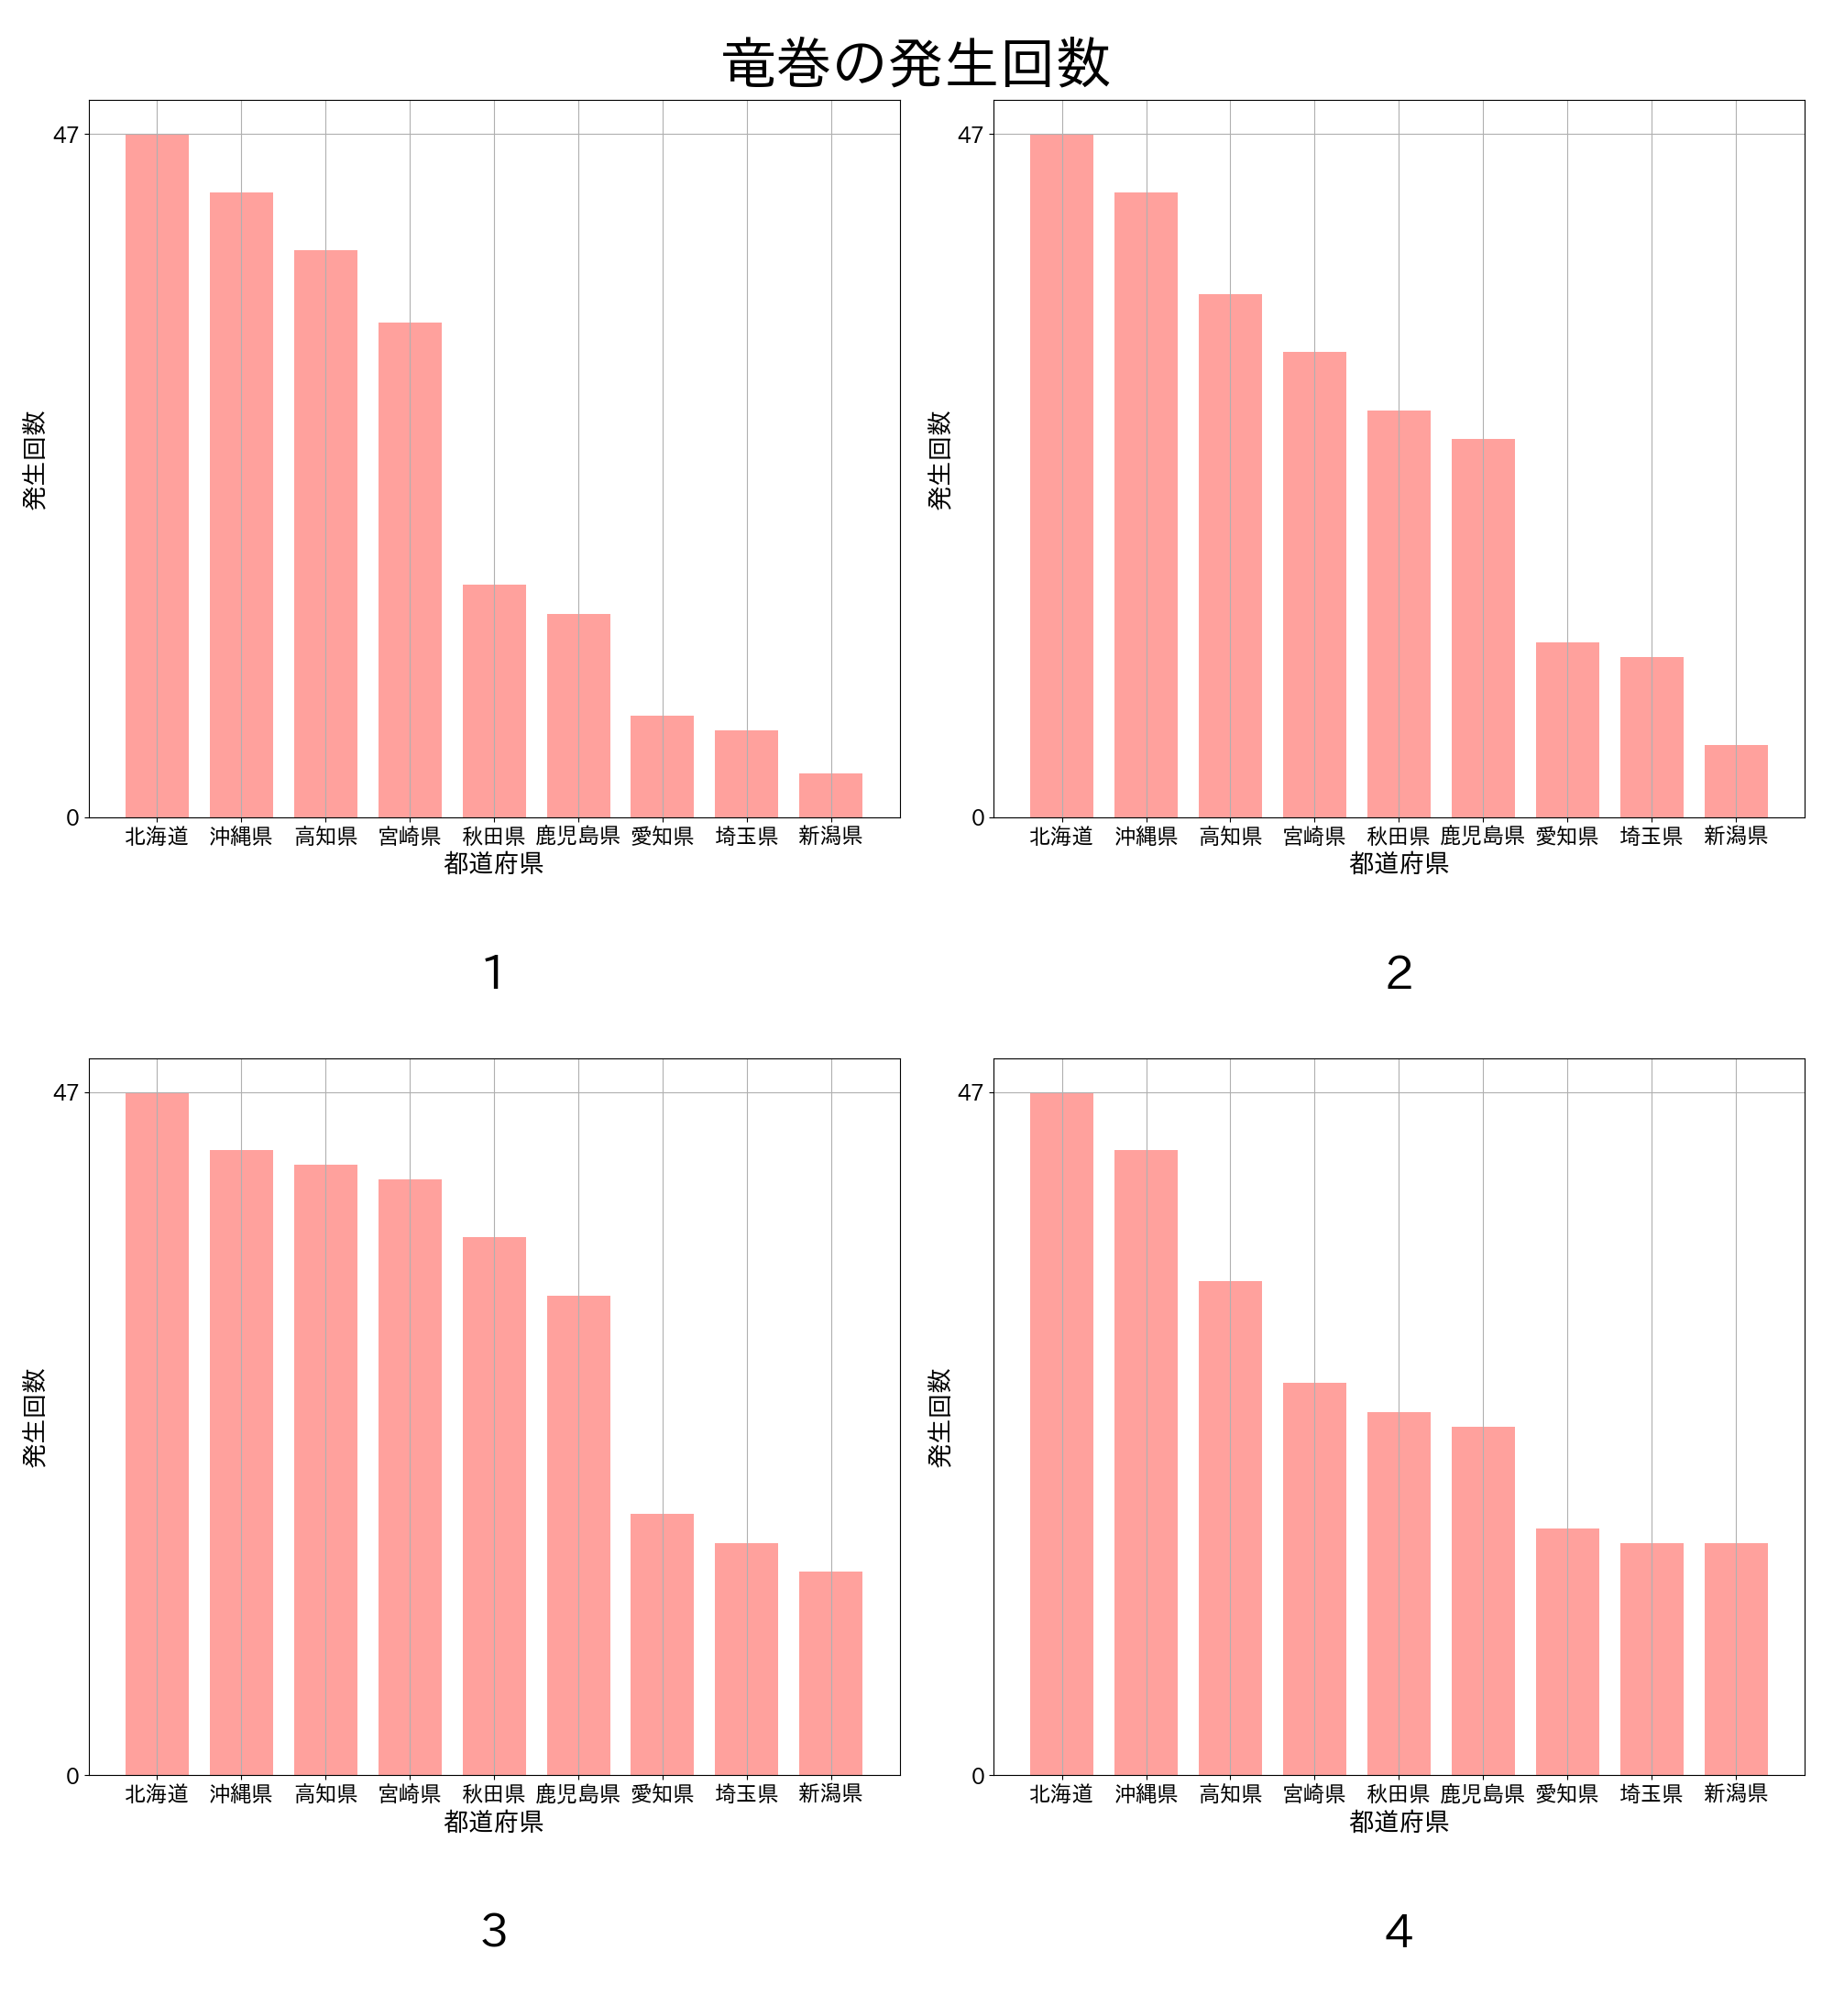 竜巻の発生回数
47
0
発生回数
北海道 沖縄県 高知県 宮崎県 秋田県 鹿児島県 愛知県 埼玉県 新潟県
都道府県
1
47
0
発生回数
北海道 沖縄県 高知県 宮崎県 秋田県 鹿児島県 愛知県 埼玉県 新潟県
都道府県
2
47
0
発生回数
北海道 沖縄県 高知県 宮崎県 秋田県 鹿児島県 愛知県 埼玉県 新潟県
都道府県
3
47
0
発生回数
北海道 沖縄県 高知県 宮崎県 秋田県 鹿児島県 愛知県 埼玉県 新潟県
都道府県
4